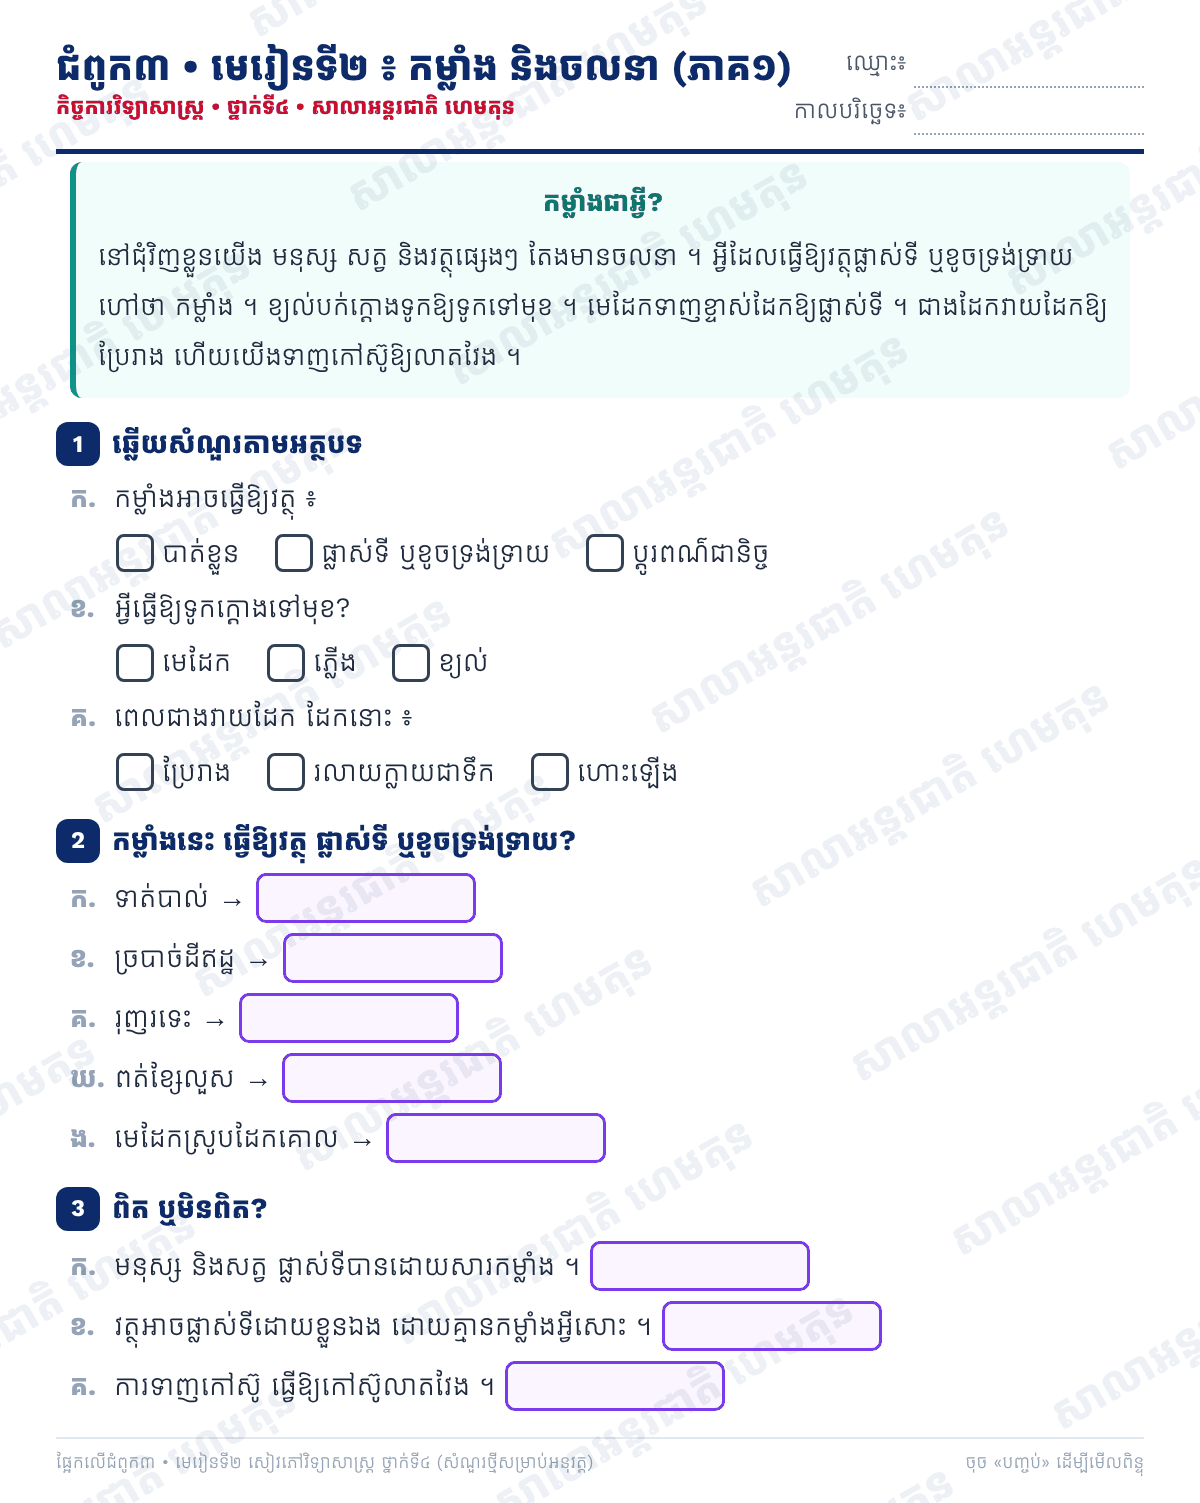 ជំពូក៣ • មេរៀនទី២ ៖ កម្លាំង និងចលនា (ភាគ១)
ឈ្មោះ៖
កិច្ចការវិទ្យាសាស្ត្រ • ថ្នាក់ទី៤ • សាលាអន្តរជាតិ ហេមតុន
កាលបរិច្ឆេទ៖
កម្លាំងជាអ្វី?
នៅជុំវិញខ្លួនយើង មនុស្ស សត្វ និងវត្ថុផ្សេងៗ តែងមានចលនា ។ អ្វីដែលធ្វើឱ្យវត្ថុផ្លាស់ទី ឬខូចទ្រង់ទ្រាយ
ហៅថា កម្លាំង ។ ខ្យល់បក់ក្ដោងទូកឱ្យទូកទៅមុខ ។ មេដែកទាញខ្ទាស់ដែកឱ្យផ្លាស់ទី ។ ជាងដែកវាយដែកឱ្យ
ប្រែរាង ហើយយើងទាញកៅស៊ូឱ្យលាតវែង ។
1 ឆ្លើយសំណួរតាមអត្ថបទ
ក. កម្លាំងអាចធ្វើឱ្យវត្ថុ ៖
បាត់ខ្លួន ផ្លាស់ទី ឬខូចទ្រង់ទ្រាយ ប្ដូរពណ៌ជានិច្ច
ខ. អ្វីធ្វើឱ្យទូកក្ដោងទៅមុខ?
មេដែក ភ្លើង ខ្យល់
គ. ពេលជាងវាយដែក ដែកនោះ ៖
ប្រែរាង រលាយក្លាយជាទឹក ហោះឡើង
2 កម្លាំងនេះ ធ្វើឱ្យវត្ថុ ផ្លាស់ទី ឬខូចទ្រង់ទ្រាយ?
ក. ទាត់បាល់ →
ខ. ច្របាច់ដីឥដ្ឋ →
គ. រុញរទេះ →
ឃ. ពត់ខ្សែលួស →
ង. មេដែកស្រូបដែកគោល →
3 ពិត ឬមិនពិត?
ក. មនុស្ស និងសត្វ ផ្លាស់ទីបានដោយសារកម្លាំង ។
ខ. វត្ថុអាចផ្លាស់ទីដោយខ្លួនឯង ដោយគ្មានកម្លាំងអ្វីសោះ ។
គ. ការទាញកៅស៊ូ ធ្វើឱ្យកៅស៊ូលាតវែង ។
ផ្អែកលើជំពូក៣ • មេរៀនទី២ សៀវភៅវិទ្យាសាស្ត្រ ថ្នាក់ទី៤ (សំណួរថ្មីសម្រាប់អនុវត្ត)
ចុច «បញ្ចប់» ដើម្បីមើលពិន្ទុ